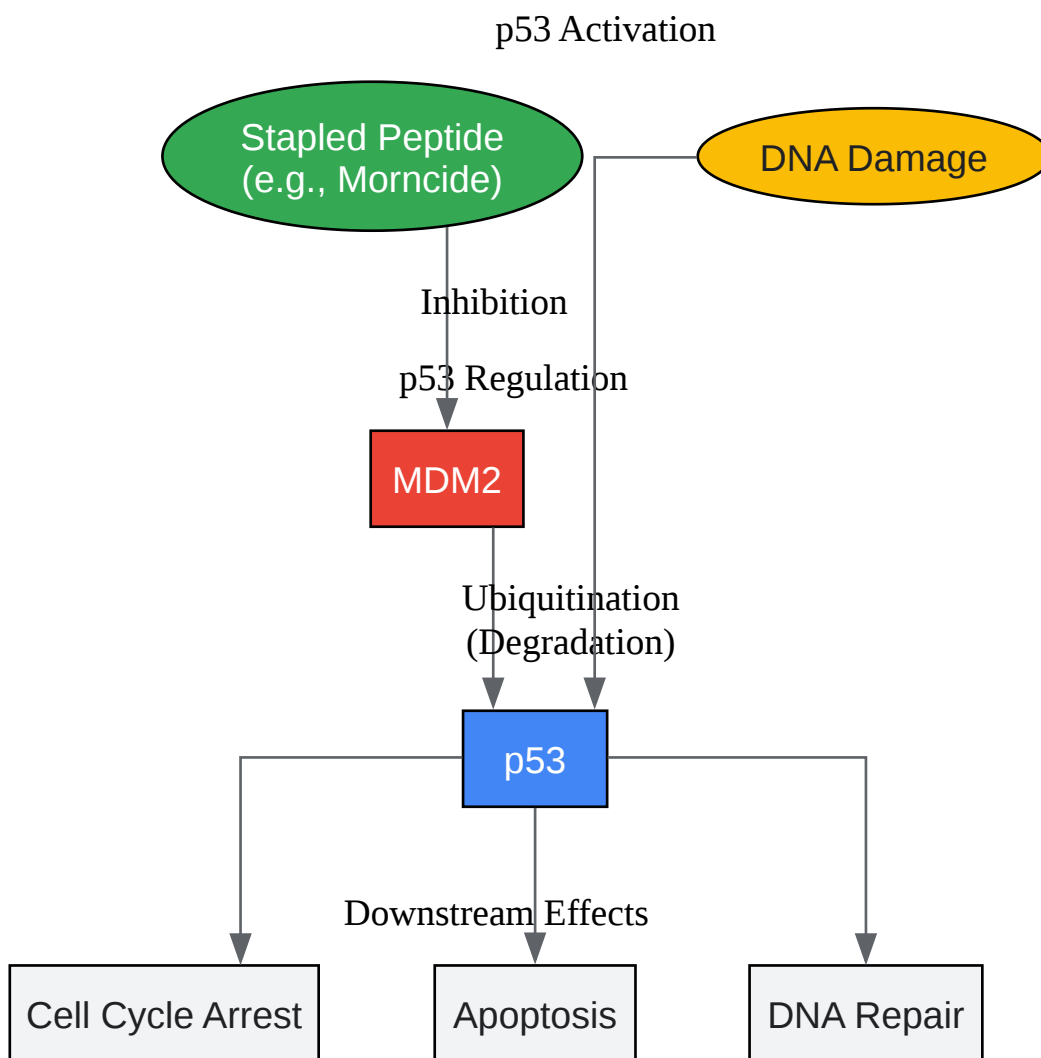 p53 Activation
Stapled Peptide
(e.g., Morncide)
DNA Damage
Inhibition
p53 Regulation
MDM2
Ubiquitination
(Degradation)
p53
Downstream Effects
Cell Cycle Arrest
Apoptosis
DNA Repair